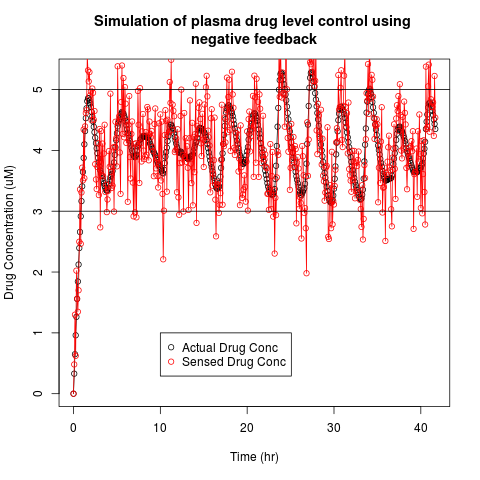 Simulation of plasma drug level control using
negative feedback
Drug Concentration (uM)
5
4
3
2
1
0
Actual Drug Conc
Sensed Drug Conc
0 10 20 30 40
Time (hr)